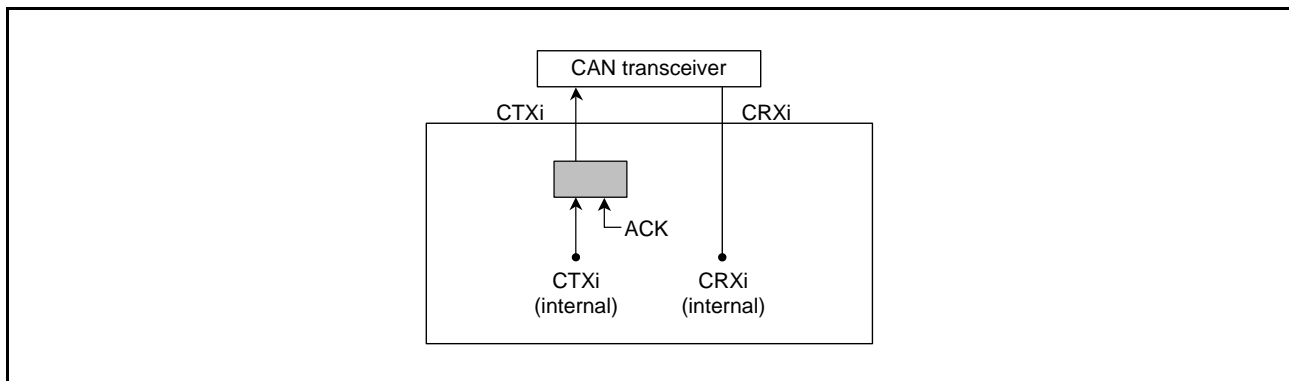 CAN transceiver
CTXi
CRXi
ACK
CTXi
(internal)
CRXi
(internal)